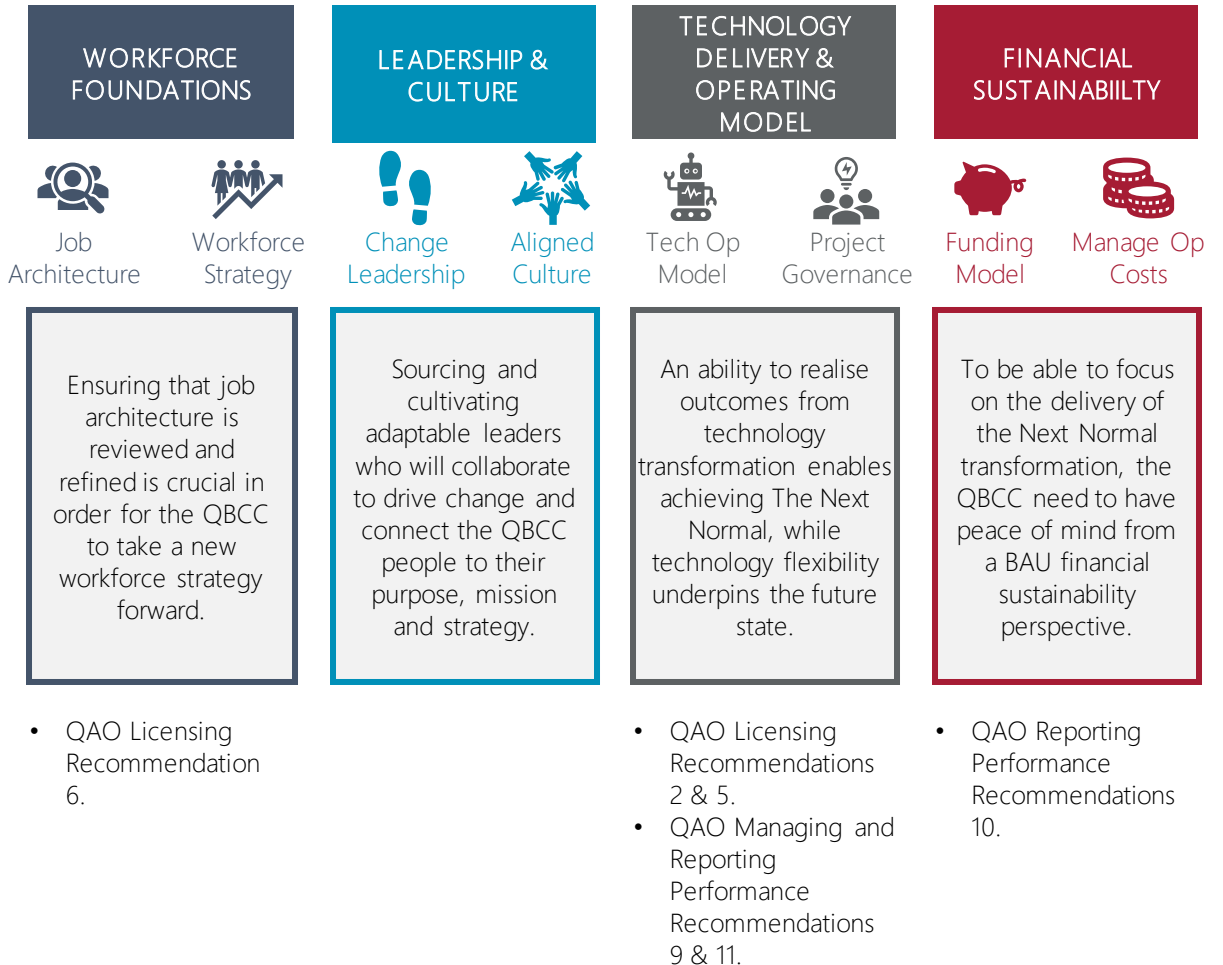 WORKFORCE
FOUNDATIONS
Job
Architecture
Workforce
Strategy
Ensuring that job
architecture is
reviewed and
refined is crucial in
order for the QBCC
to take a new
workforce strategy
forward.
• QAO Licensing
Recommendation
6.
LEADERSHIP &
CULTURE
Change
Leadership
Aligned
Culture
Sourcing and
cultivating
adaptable leaders
who will collaborate
to drive change and
connect the QBCC
people to their
purpose, mission
and strategy.
TECHNOLOGY
DELIVERY &
OPERATING
MODEL
Tech Op
Model
Project
Governance
An ability to realise
outcomes from
technology
transformation enables
achieving The Next
Normal, while
technology flexibility
underpins the future
state.
• QAO Licensing
Recommendations
2 & 5.
• QAO Managing and
Reporting
Performance
Recommendations
9 & 11.
FINANCIAL
SUSTAINABIILTY
Funding
Model
Manage Op
Costs
To be able to focus
on the delivery of
the Next Normal
transformation, the
QBCC need to have
peace of mind from
a BAU financial
sustainability
perspective.
• QAO Reporting
Performance
Recommendations
10.